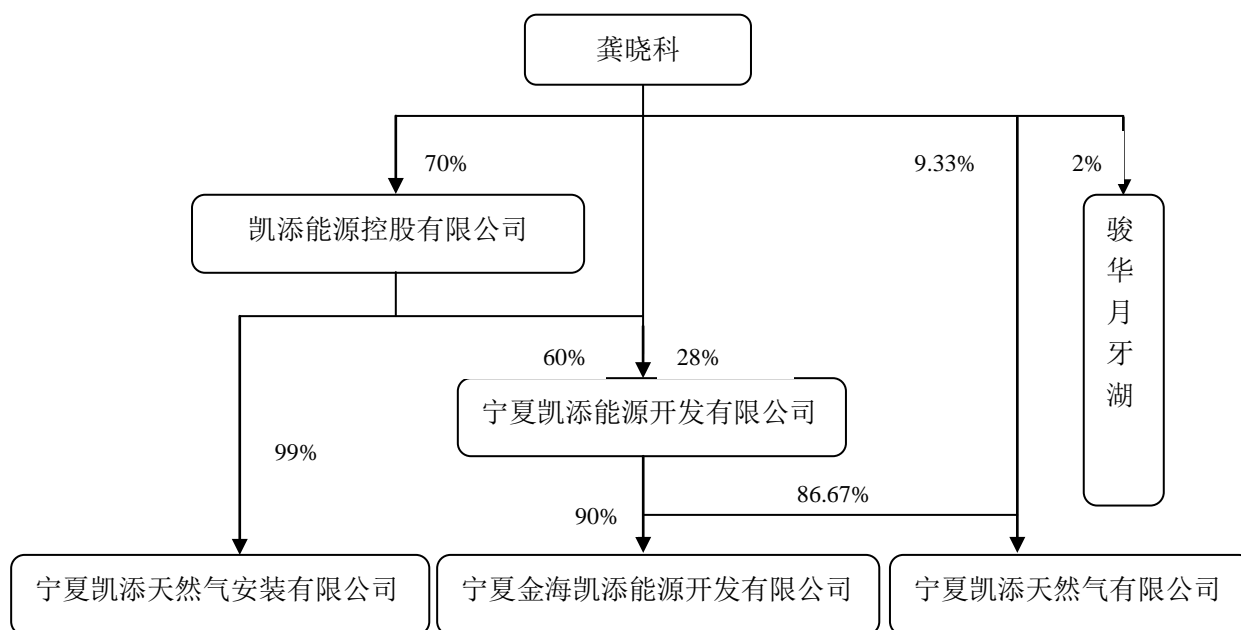 龚晓科
70%
9.33%
2%
凯添能源控股有限公司
骏华月牙湖
60%
28%
宁夏凯添能源开发有限公司
99%
86.67%
90%
宁夏凯添天然气安装有限公司
宁夏金海凯添能源开发有限公司
宁夏凯添天然气有限公司